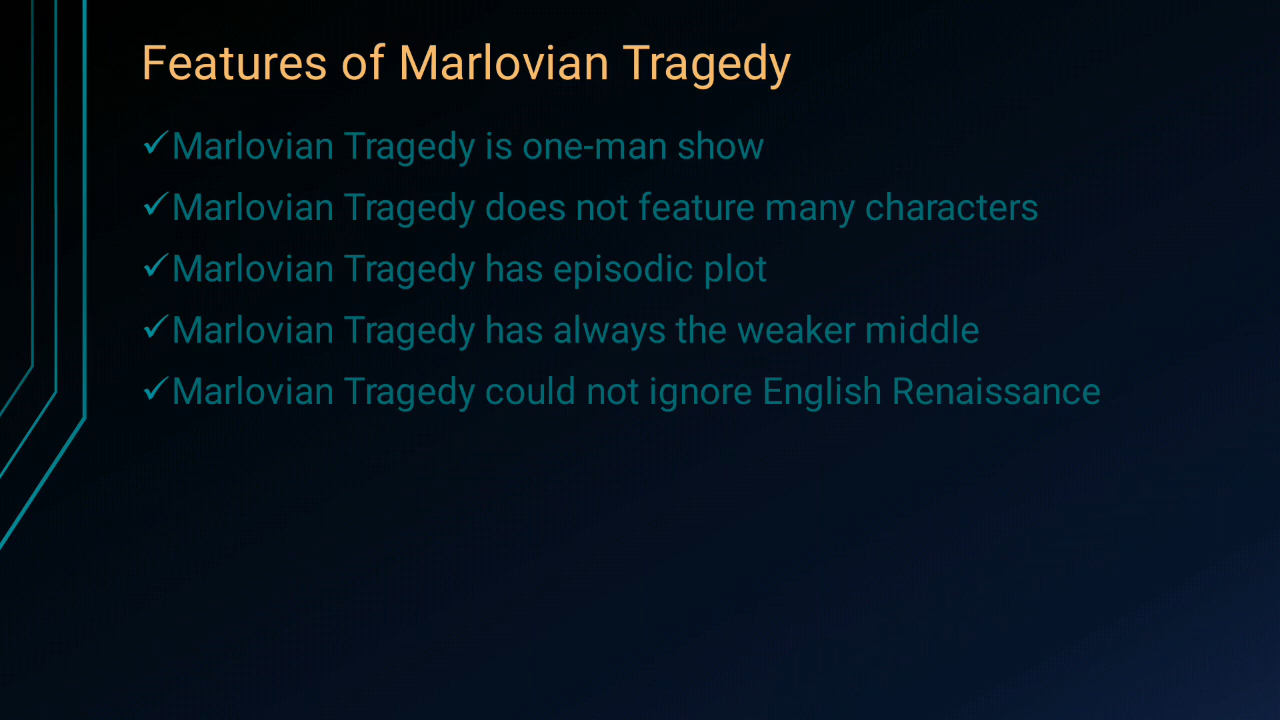 Features of Marlovian Tragedy
✓Marlovian Tragedy is one-man show
✓Marlovian Tragedy does not feature many characters
✓Marlovian Tragedy has episodic plot
✓Marlovian Tragedy has always the weaker middle
✓Marlovian Tragedy could not ignore English Renaissance